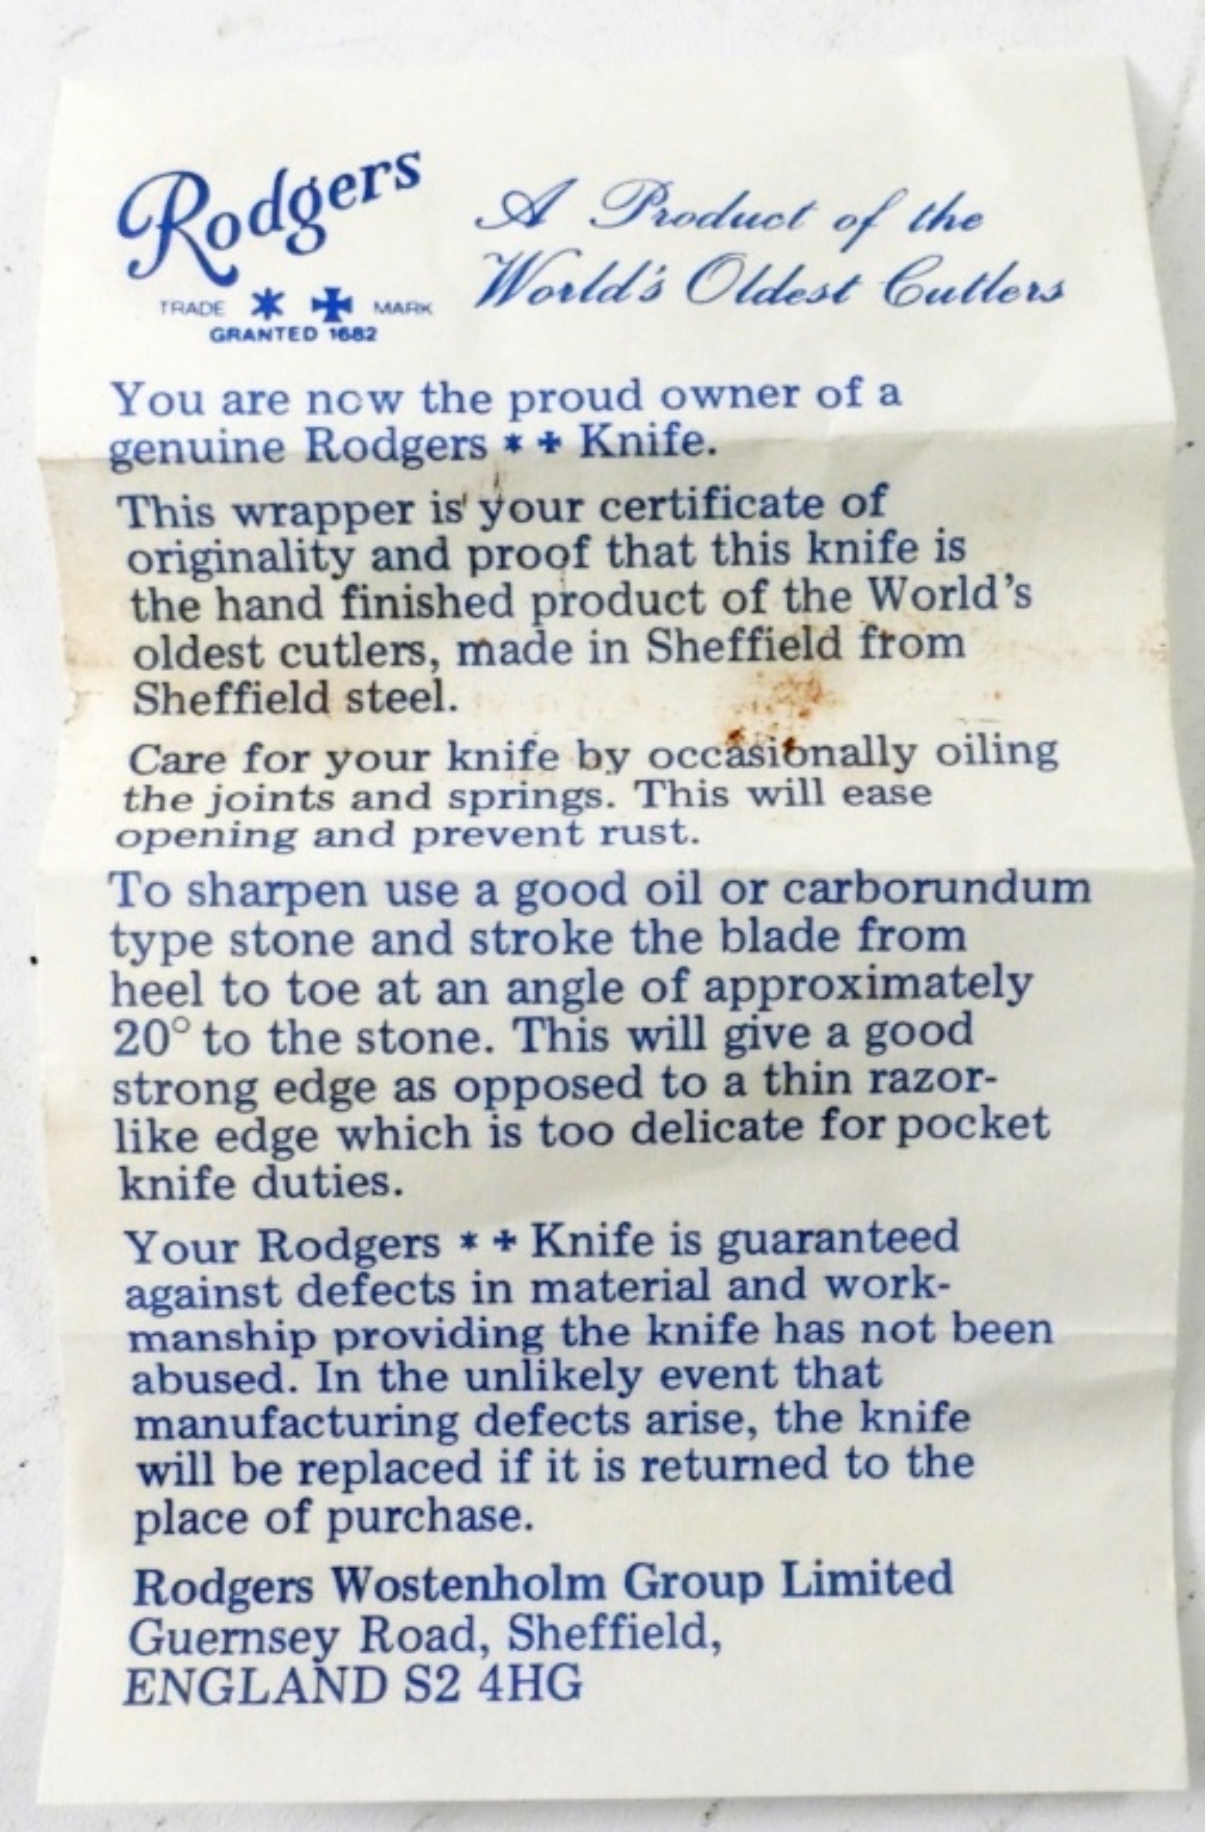 Rodgers
TRADE * ✠ MARK
GRANTED 1682
A Product of the
World's Oldest Cutlers
You are now the proud owner of a
genuine Rodgers * ✠ Knife.
This wrapper is your certificate of
originality and proof that this knife is
the hand finished product of the World's
oldest cutlers, made in Sheffield from
Sheffield steel.
Care for your knife by occasionally oiling
the joints and springs. This will ease
opening and prevent rust.
To sharpen use a good oil or carborundum
type stone and stroke the blade from
heel to toe at an angle of approximately
20° to the stone. This will give a good
strong edge as opposed to a thin razor-
like edge which is too delicate for pocket
knife duties.
Your Rodgers * ✠ Knife is guaranteed
against defects in material and work-
manship providing the knife has not been
abused. In the unlikely event that
manufacturing defects arise, the knife
will be replaced if it is returned to the
place of purchase.
Rodgers Wostenholm Group Limited
Guernsey Road, Sheffield,
ENGLAND S2 4HG